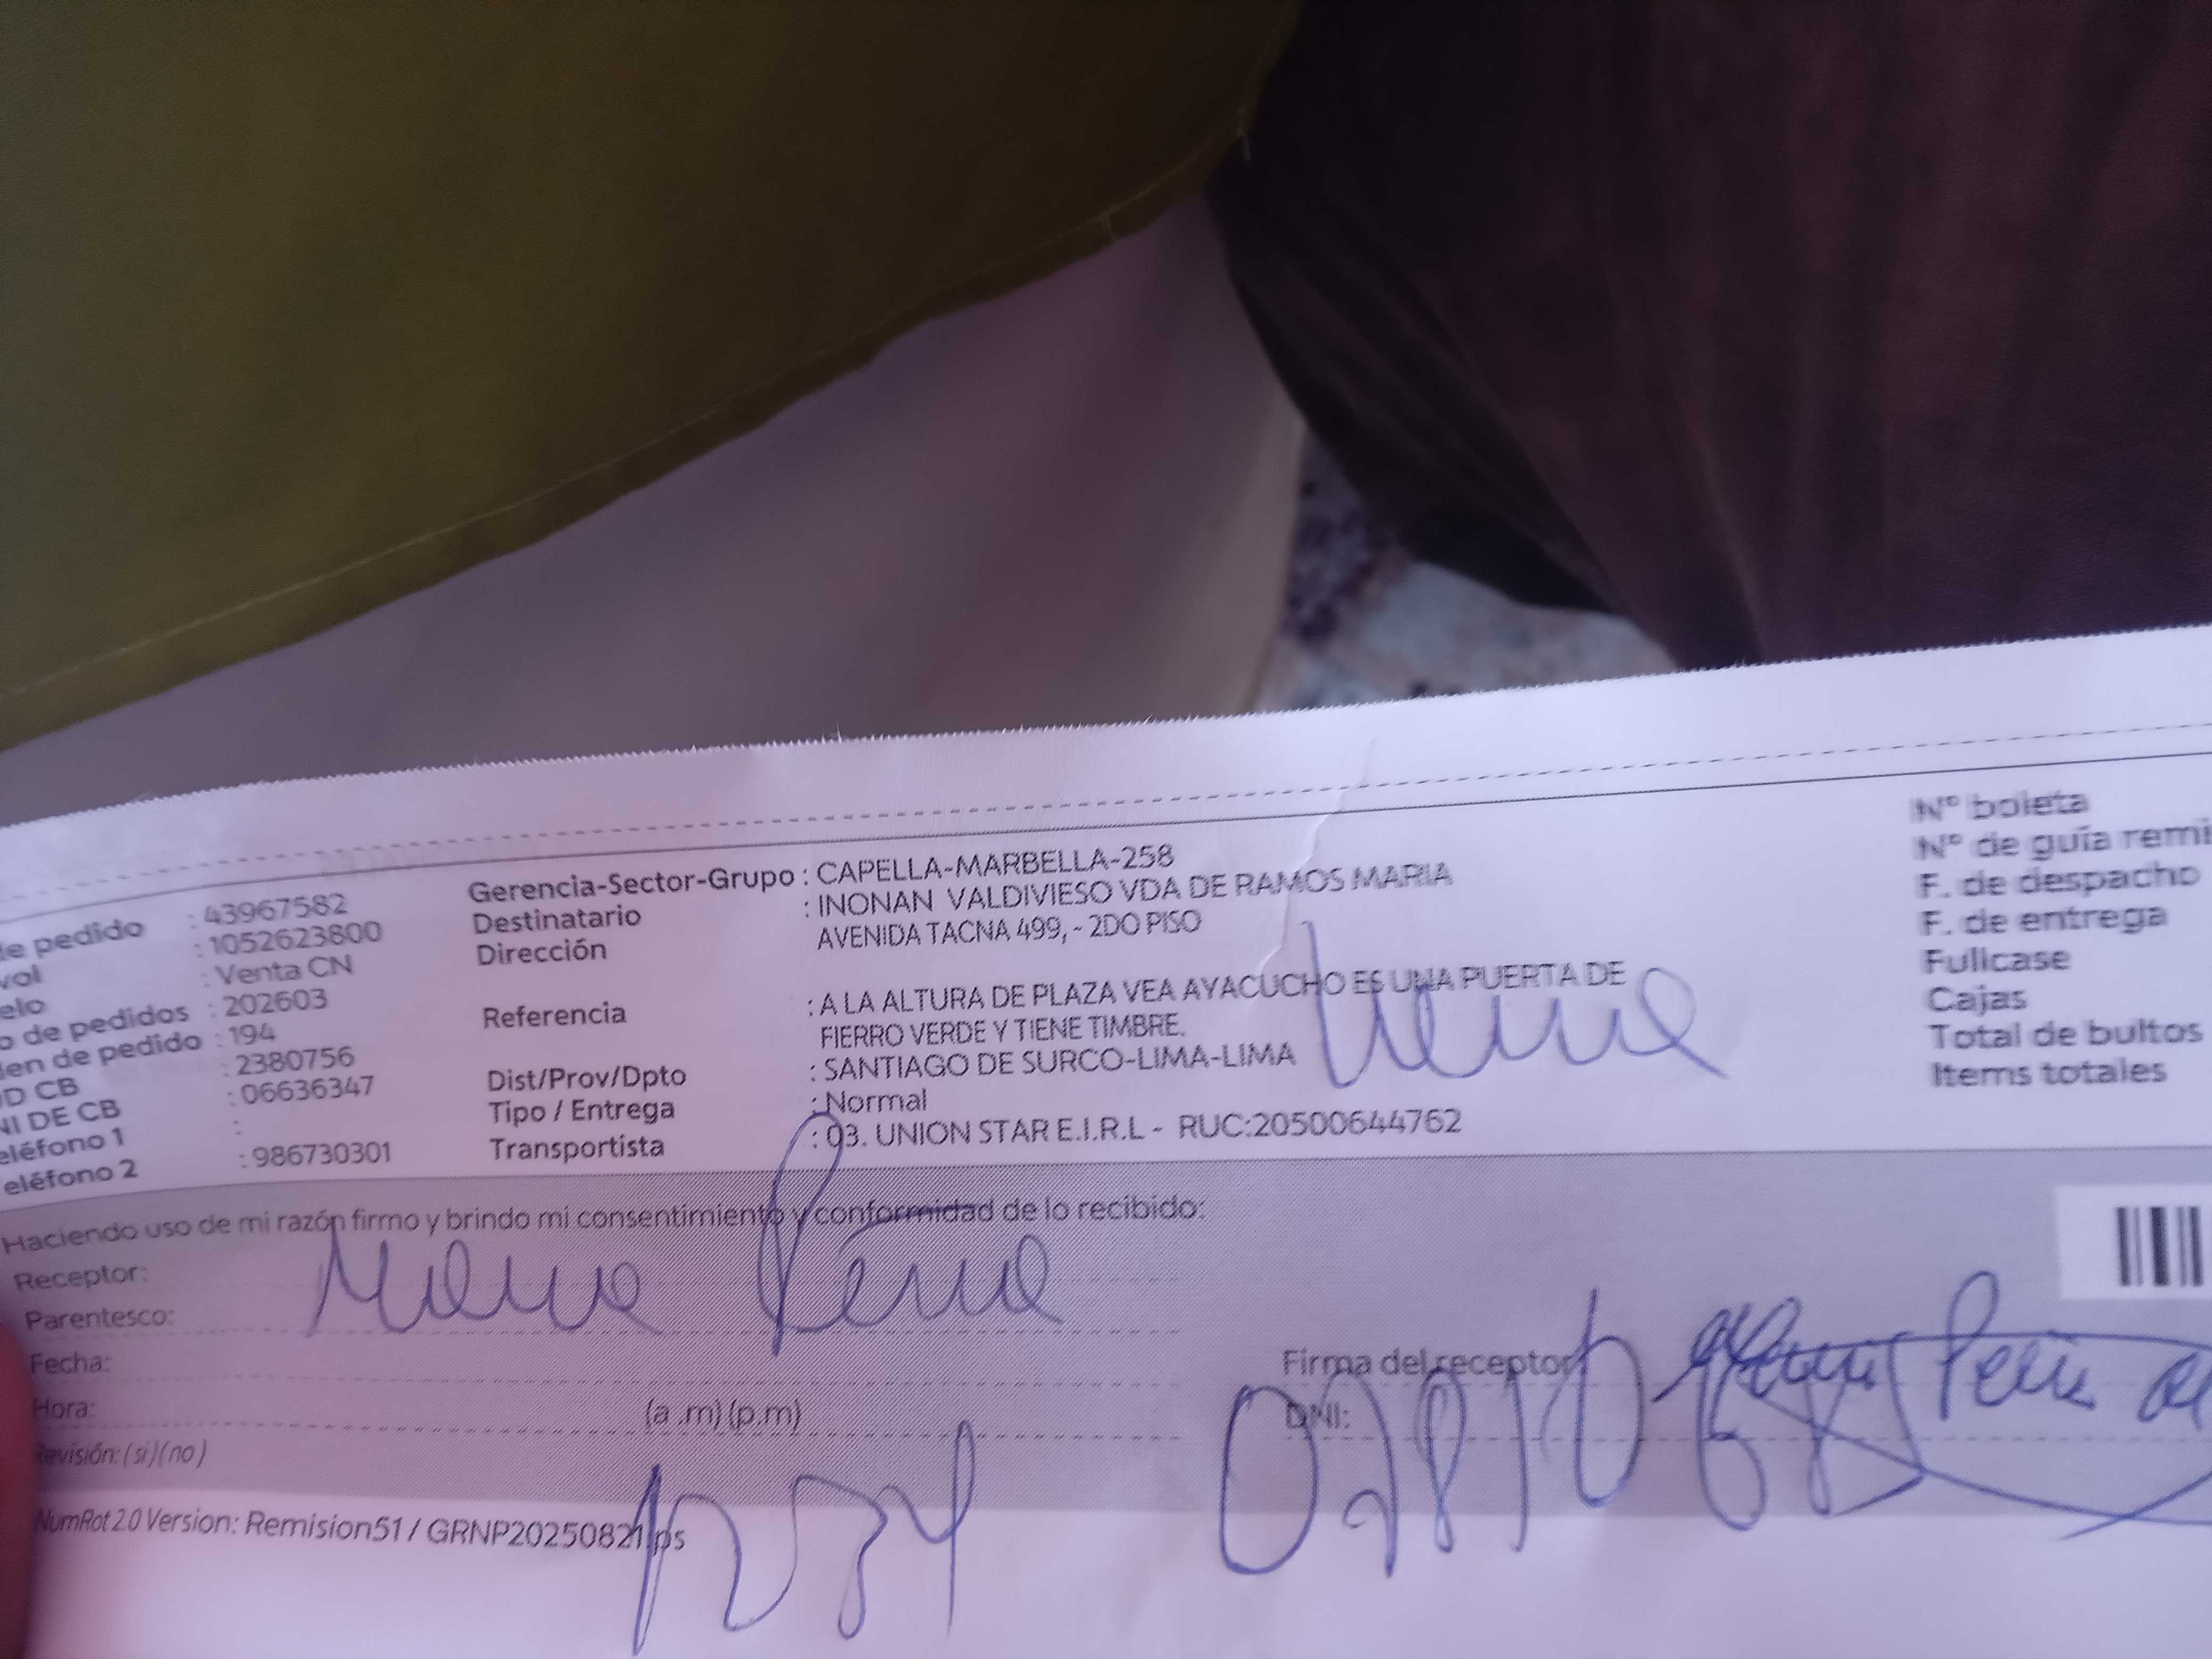 de pedido : 43967582
vol : 1052623800
elo : Venta CN
o de pedidos : 202603
den de pedido : 194
D CB : 2380756
NI DE CB : 06636347
eléfono 1 :
eléfono 2 : 986730301
Gerencia-Sector-Grupo : CAPELLA-MARBELLA-258
Destinatario : INONAN VALDIVIESO VDA DE RAMOS MARIA
Dirección AVENIDA TACNA 499, - 2DO PISO
Referencia : A LA ALTURA DE PLAZA VEA AYACUCHO ES UNA PUERTA DE
FIERRO VERDE Y TIENE TIMBRE.
Dist/Prov/Dpto : SANTIAGO DE SURCO-LIMA-LIMA
Tipo / Entrega : Normal
Transportista : 03. UNION STAR E.I.R.L - RUC:20500644762
N° boleta
N° de guía remi
F. de despacho
F. de entrega
Fullcase
Cajas
Total de bultos
Items totales
Haciendo uso de mi razón firmo y brindo mi consentimiento y conformidad de lo recibido:
Receptor:
Parentesco:
Fecha:
Hora: (a .m) (p.m)
Revisión: (si) (no)
Firma del receptor:
DNI:
NumRot 2.0 Version: Remision51 / GRNP20250821.ps